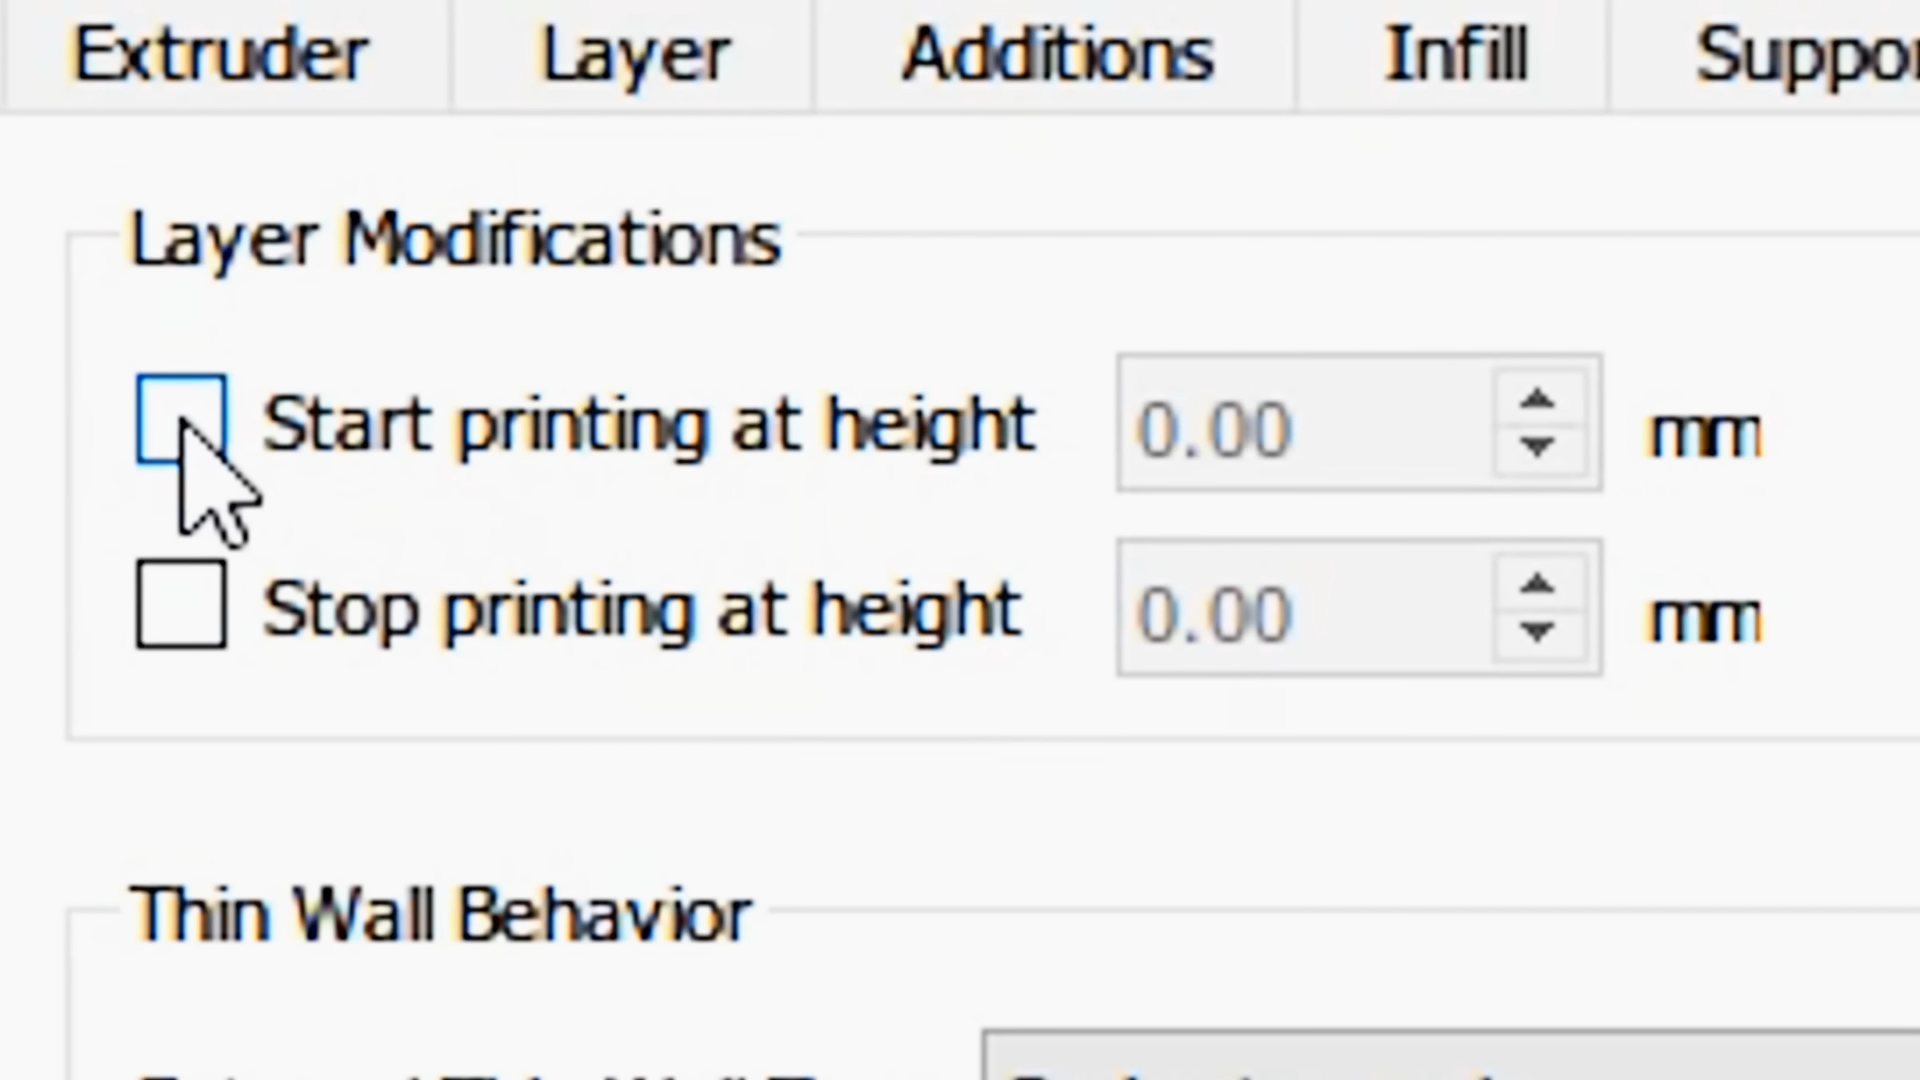 Extruder Layer Additions Infill Suppor
Layer Modifications
Start printing at height 0.00 mm
Stop printing at height 0.00 mm
Thin Wall Behavior